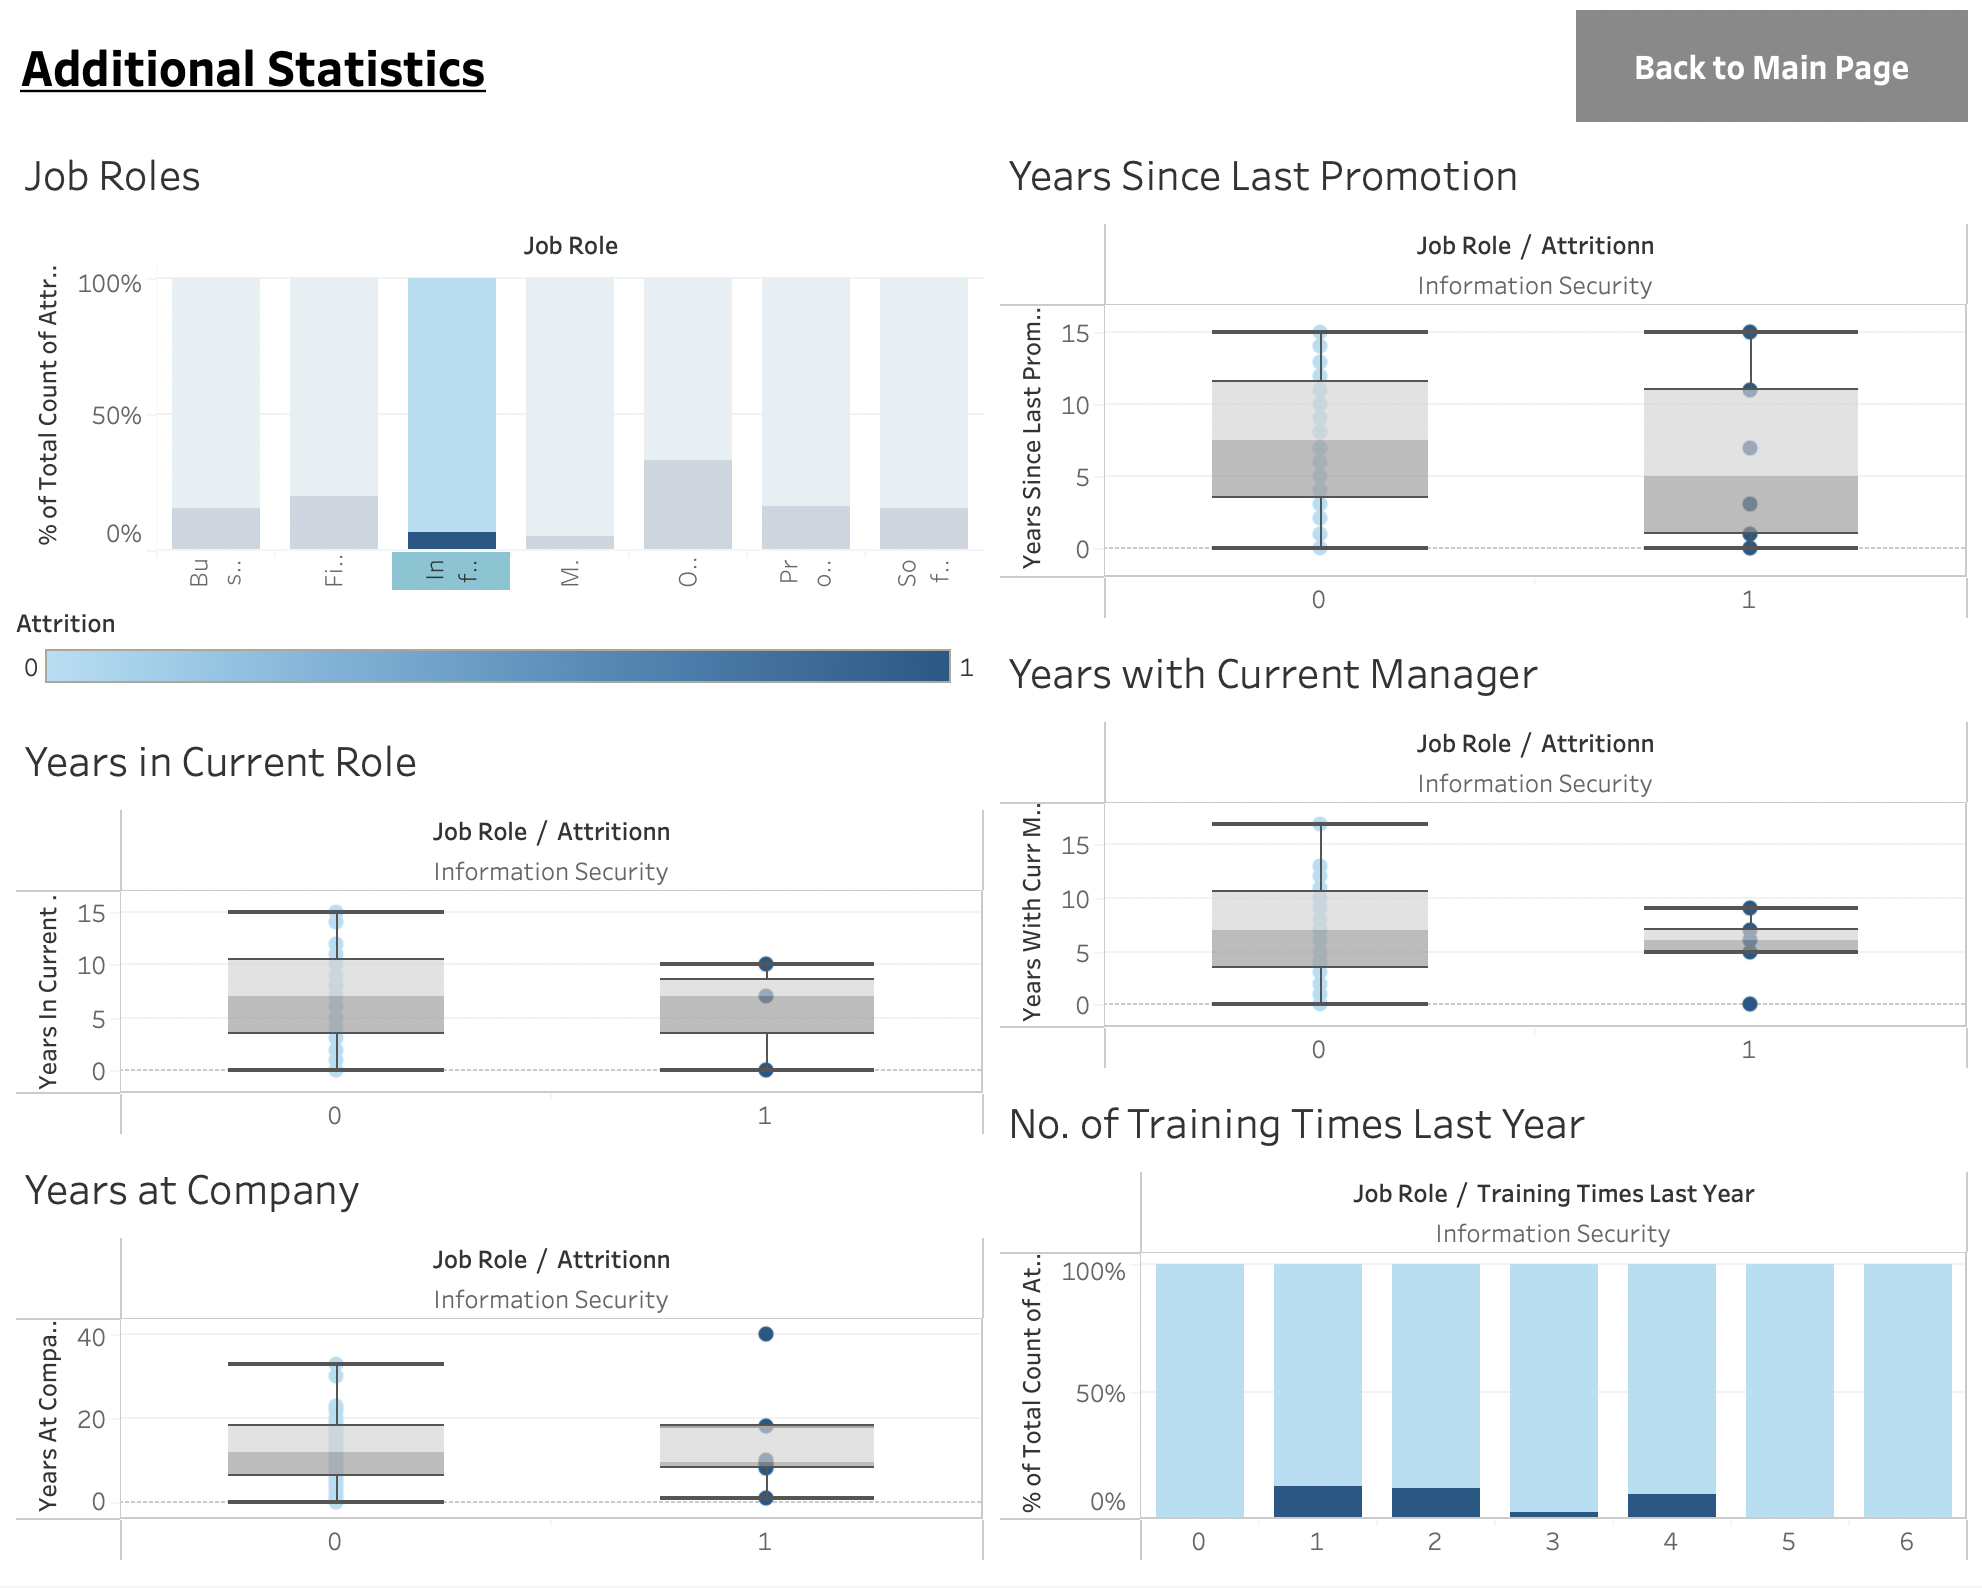 Additional Statistics
Back to Main Page
Job Roles
Job Role
% of Total Count of Attr..
100%
50%
0%
Bu
s..
Fi..
In
f..
M.
O..
Pr
o..
So
f..
Attrition
0
1
Years in Current Role
Job Role / Attritionn
Information Security
Years In Current .
15
10
5
0
0
1
Years at Company
Job Role / Attritionn
Information Security
Years At Compa..
40
20
0
0
1
Years Since Last Promotion
Job Role / Attritionn
Information Security
Years Since Last Prom..
15
10
5
0
0
1
Years with Current Manager
Job Role / Attritionn
Information Security
Years With Curr M..
15
10
5
0
0
1
No. of Training Times Last Year
Job Role / Training Times Last Year
Information Security
% of Total Count of At..
100%
50%
0%
0
1
2
3
4
5
6